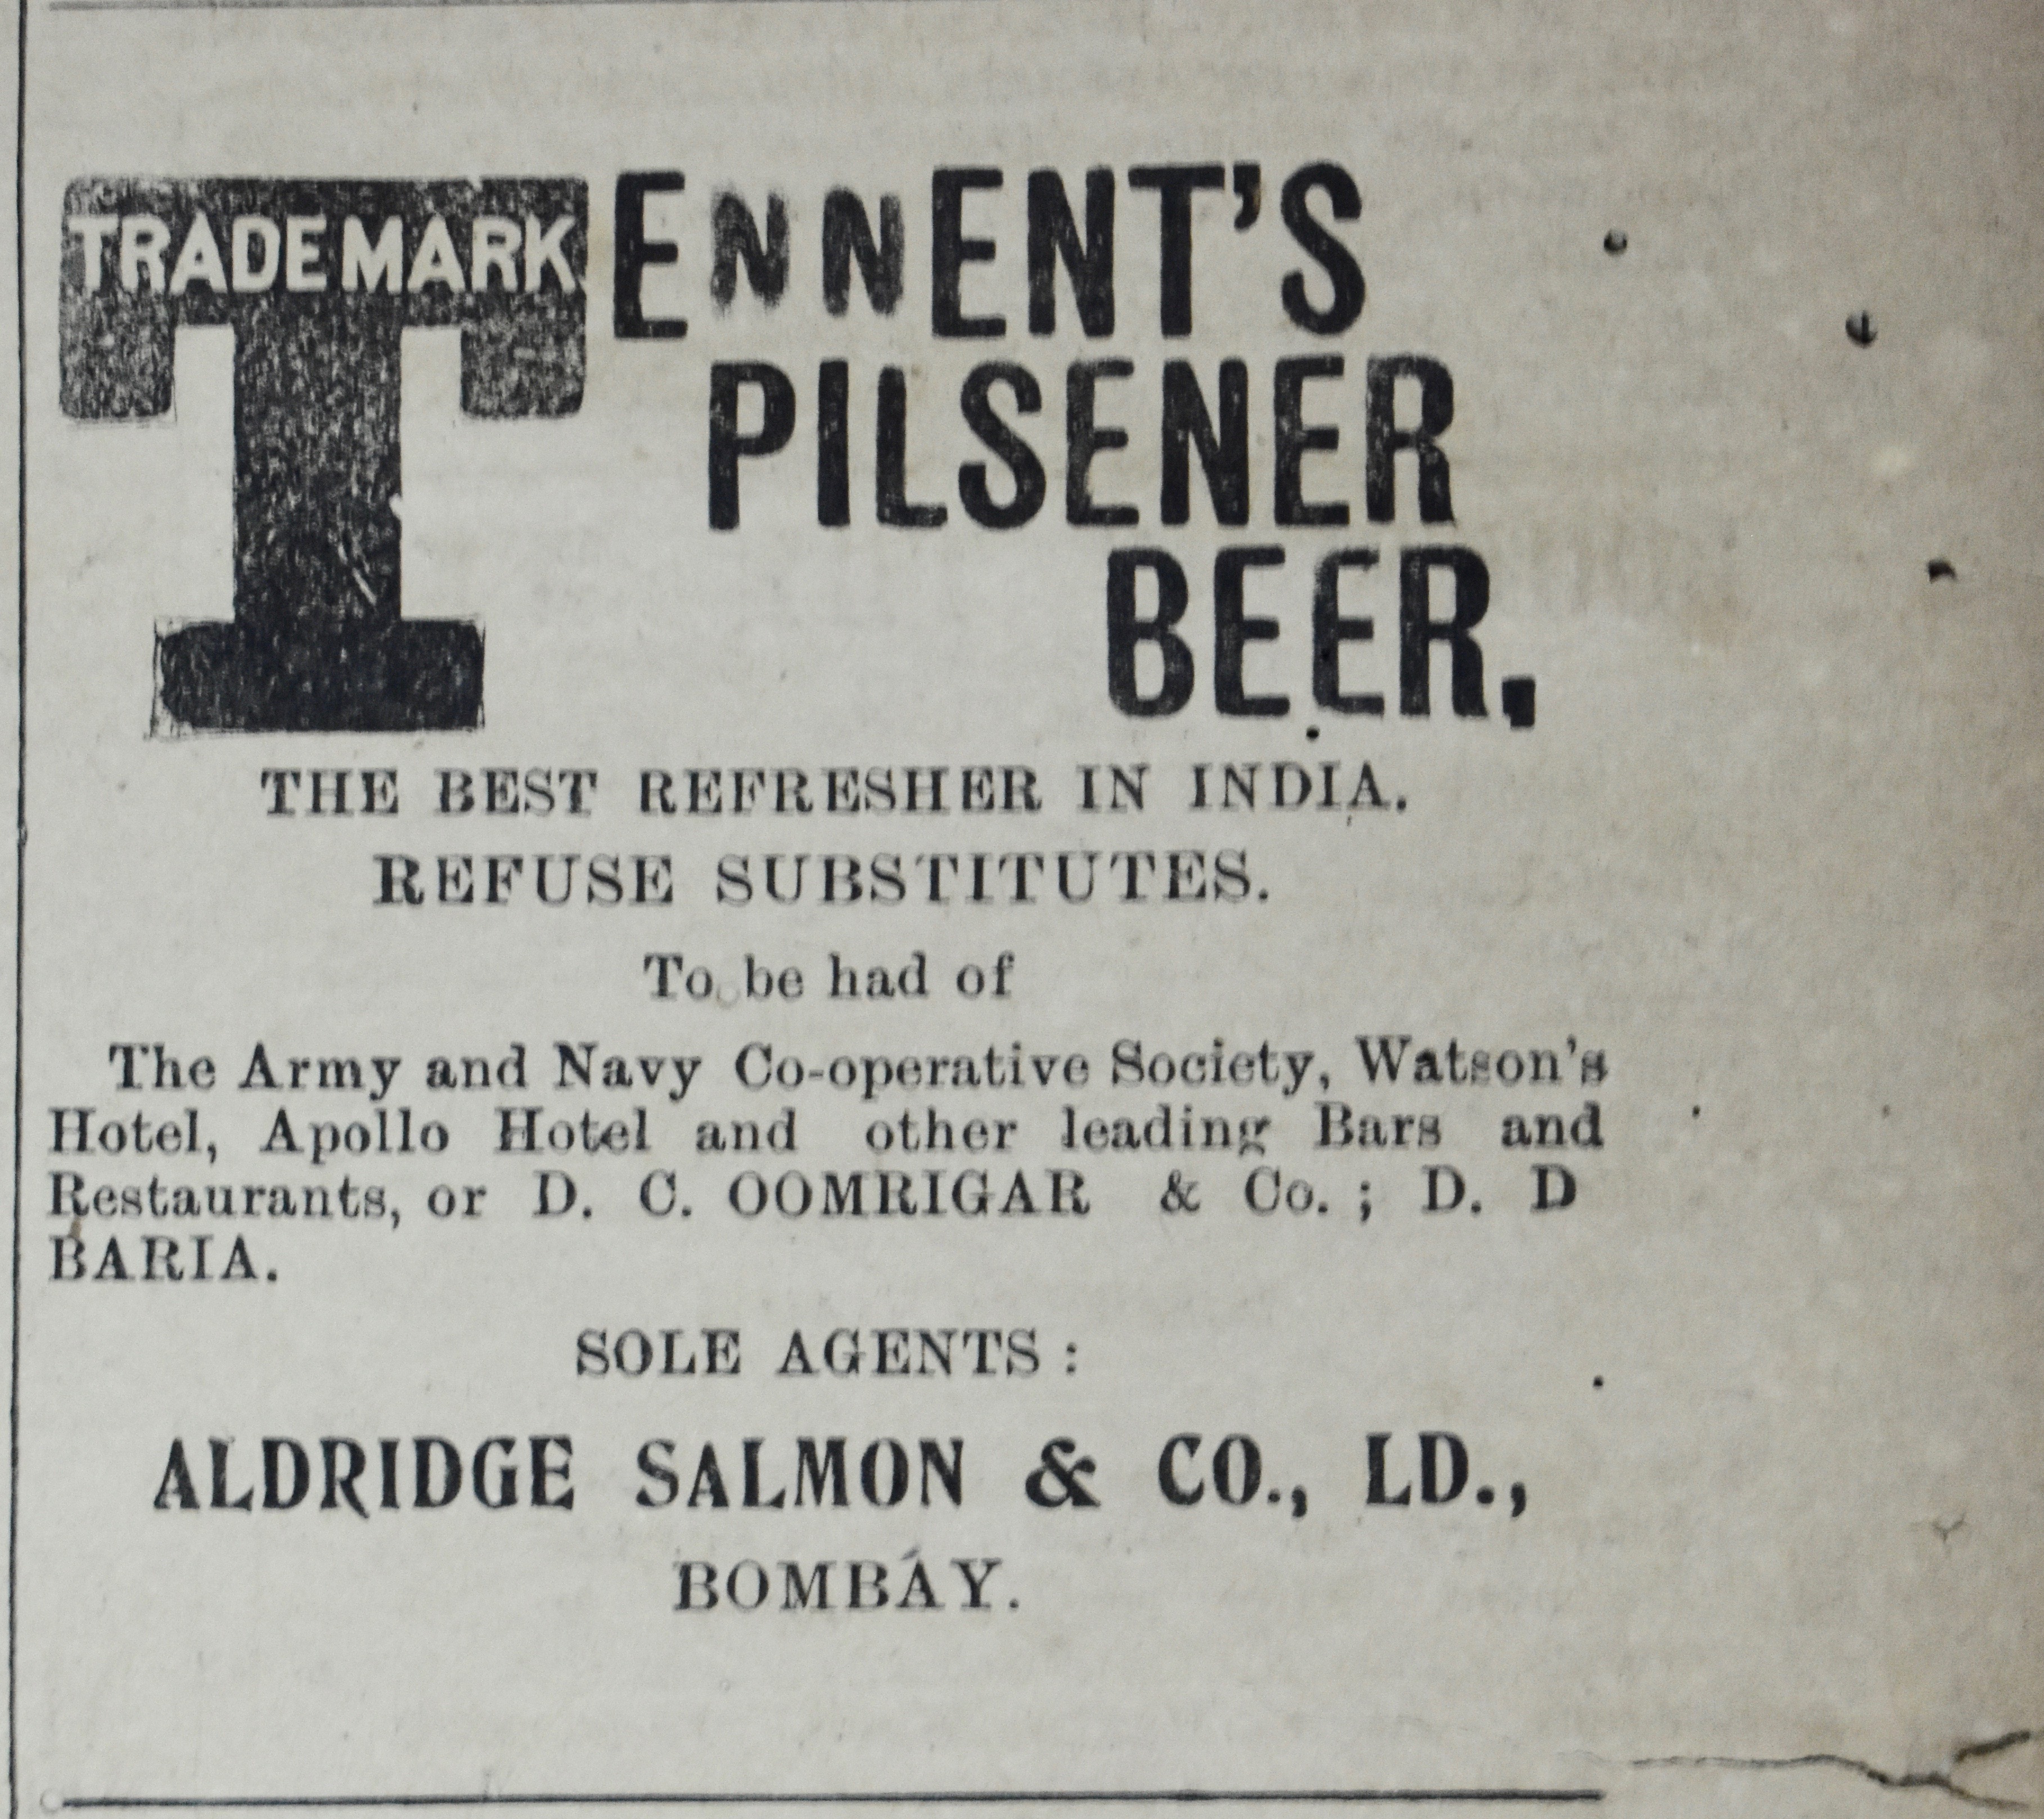 TRADE MARK
TENNENT'S
PILSENER
BEER,
THE BEST REFRESHER IN INDIA.
REFUSE SUBSTITUTES.
To be had of
The Army and Navy Co-operative Society, Watson's
Hotel, Apollo Hotel and other leading Bars and
Restaurants, or D. C. OOMRIGAR & Co. ; D. D
BARIA.
SOLE AGENTS :
ALDRIDGE SALMON & CO., LD.,
BOMBAY.